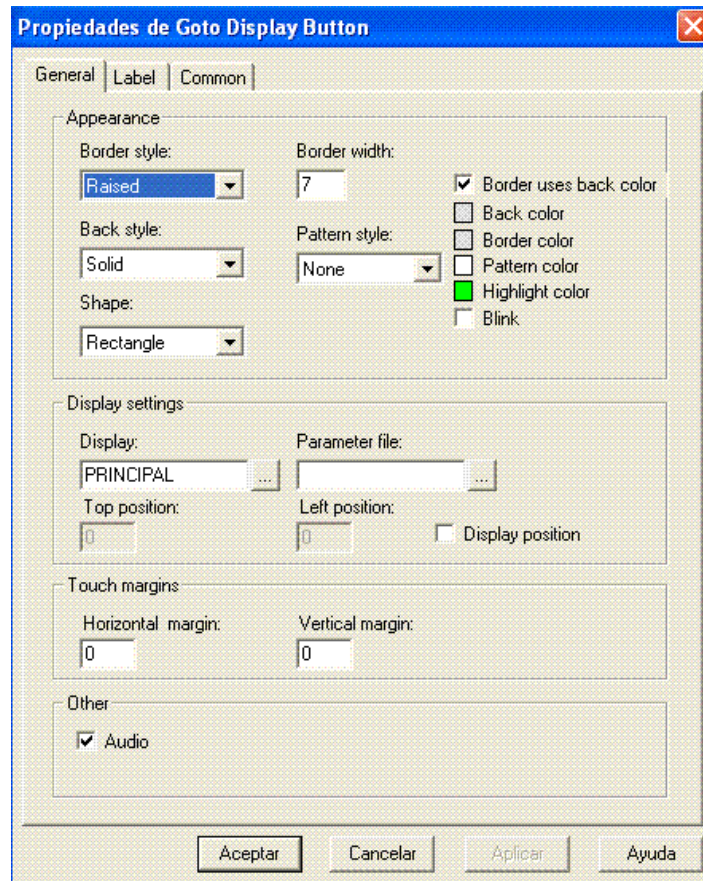 Propiedades de Goto Display Button
General Label Common
Appearance
Border style: Border width:
Raised 7 Border uses back color
Back color
Back style: Pattern style: Border color
Solid None Pattern color
Highlight color
Shape: Blink
Rectangle
Display settings
Display: Parameter file:
PRINCIPAL ... ...
Top position: Left position:
0 0 Display position
Touch margins
Horizontal margin: Vertical margin:
0 0
Other
Audio
Aceptar Cancelar Aplicar Ayuda